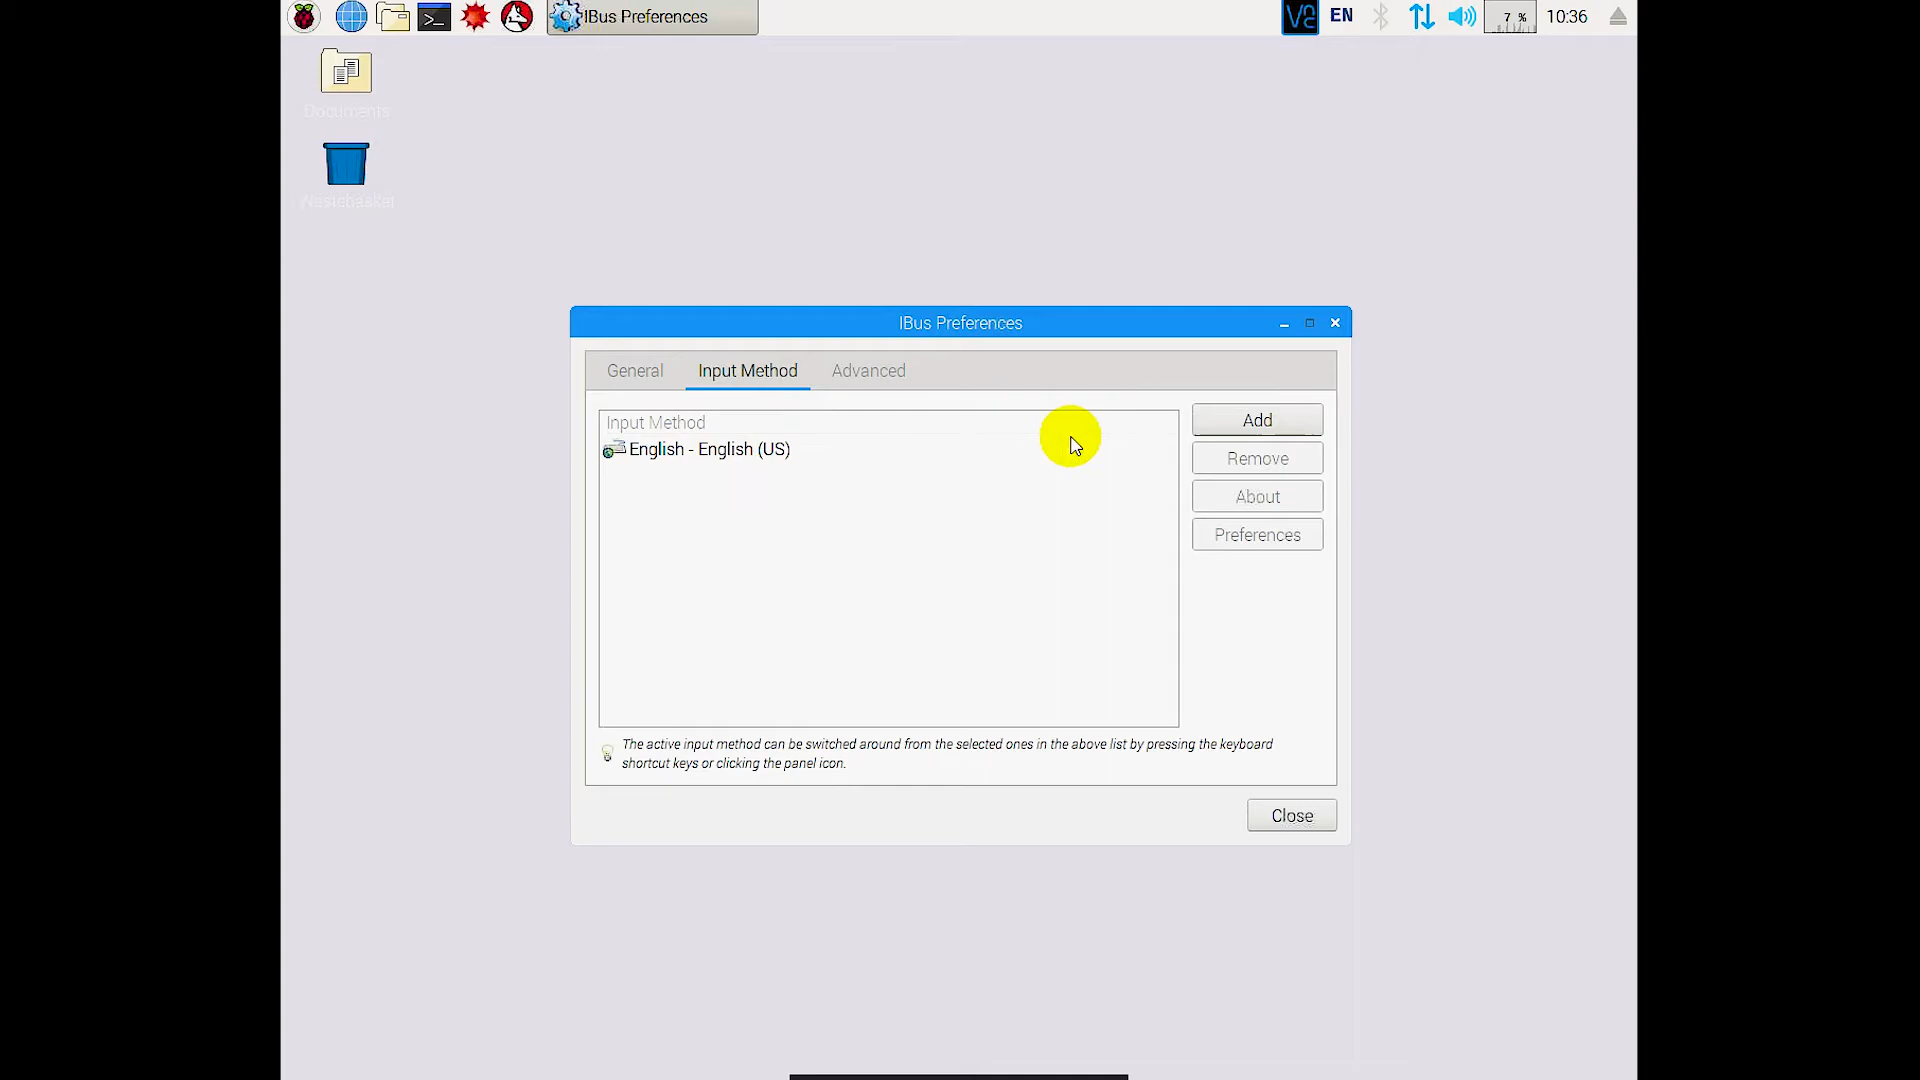 IBus Preferences
EN
7 %
10:36
Documents
Wastebasket
IBus Preferences
General
Input Method
Advanced
Input Method
Add
English - English (US)
Remove
About
Preferences
The active input method can be switched around from the selected ones in the above list by pressing the keyboard
shortcut keys or clicking the panel icon.
Close